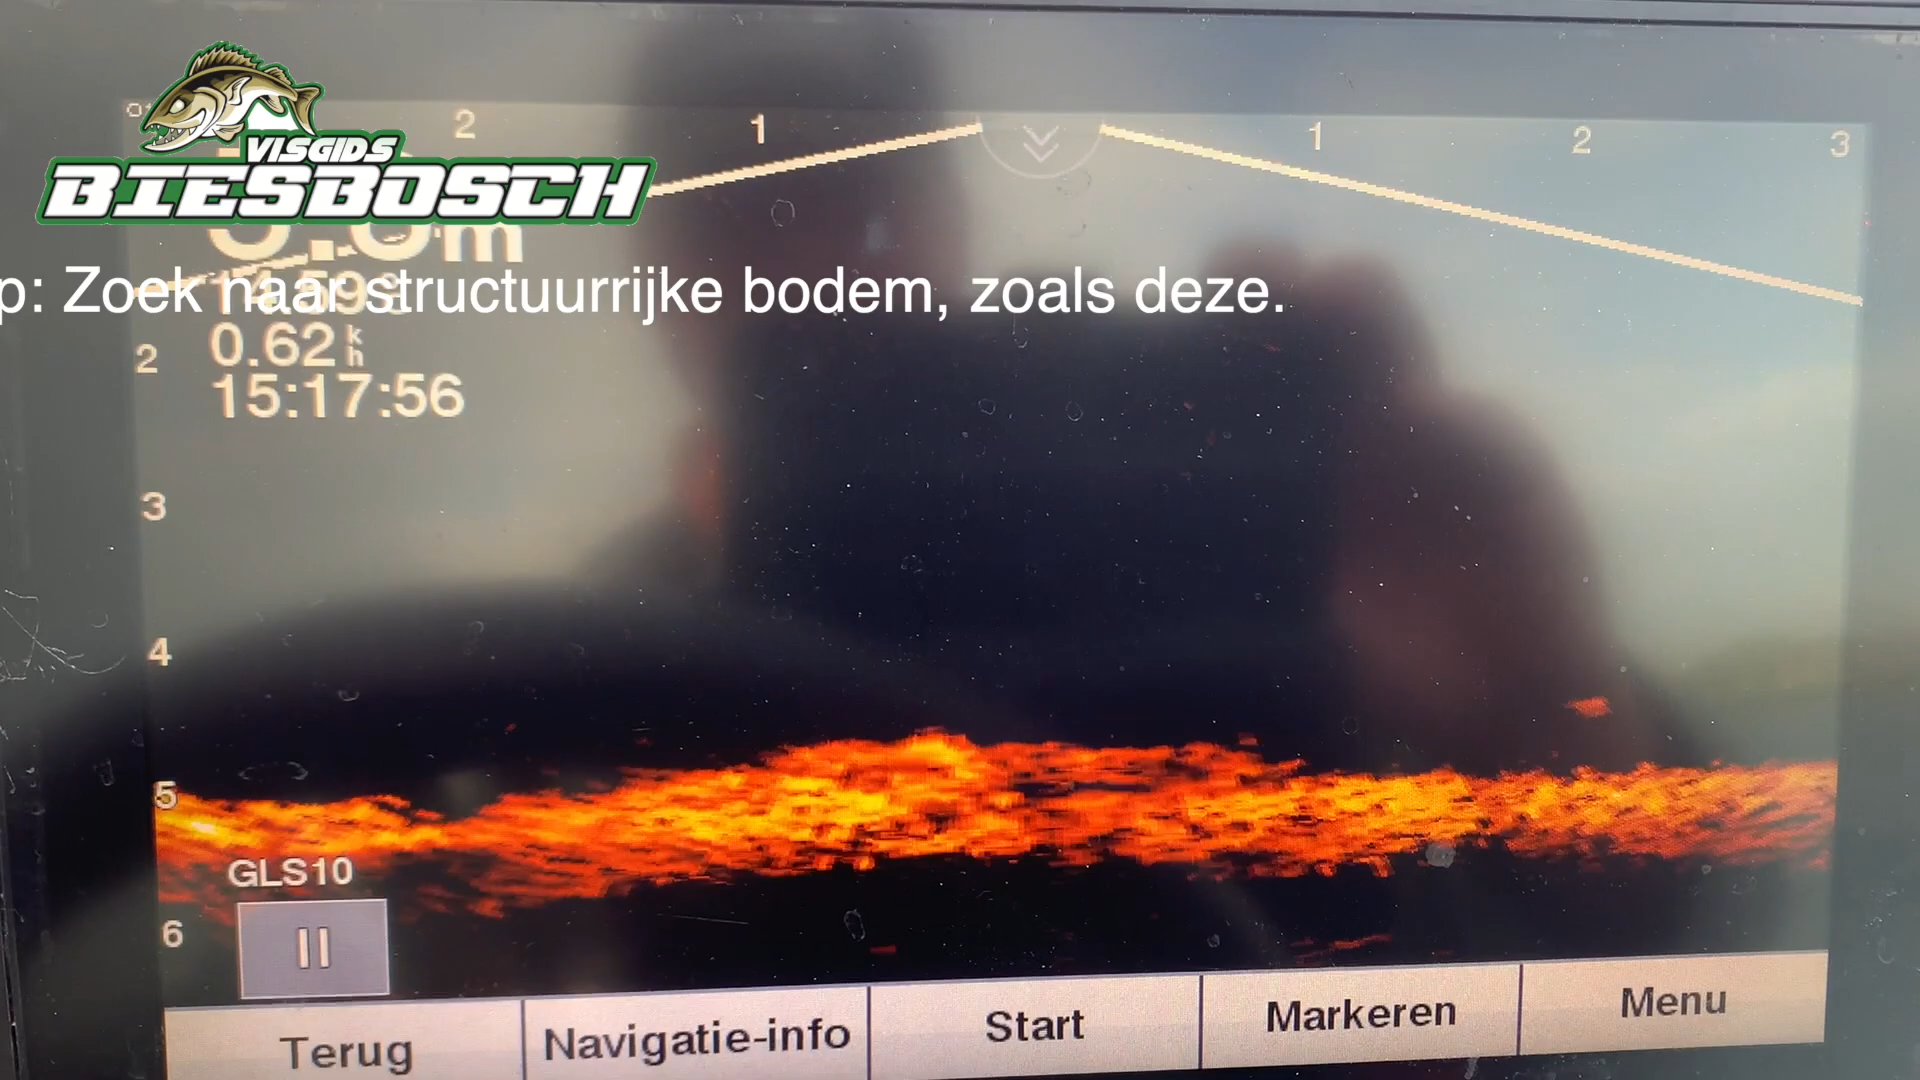 VISGIDS
BIESBOSCH
2 1 1 2 3
m
p: Zoek naar structuurrijke bodem, zoals deze.
0.62 k h
15:17:56
2
3
4
5
6
GLS10
Terug Navigatie-info Start Markeren Menu